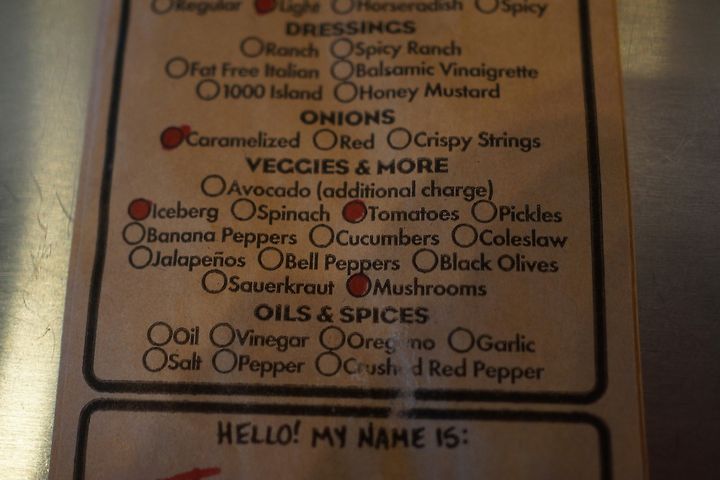 Regular Light Horseradish Spicy
DRESSINGS
Ranch Spicy Ranch
Fat Free Italian Balsamic Vinaigrette
1000 Island Honey Mustard
ONIONS
Caramelized Red Crispy Strings
VEGGIES & MORE
Avocado (additional charge)
Iceberg Spinach Tomatoes Pickles
Banana Peppers Cucumbers Coleslaw
Jalapeños Bell Peppers Black Olives
Sauerkraut Mushrooms
OILS & SPICES
Oil Vinegar Oregano Garlic
Salt Pepper Crushed Red Pepper
HELLO! MY NAME IS: